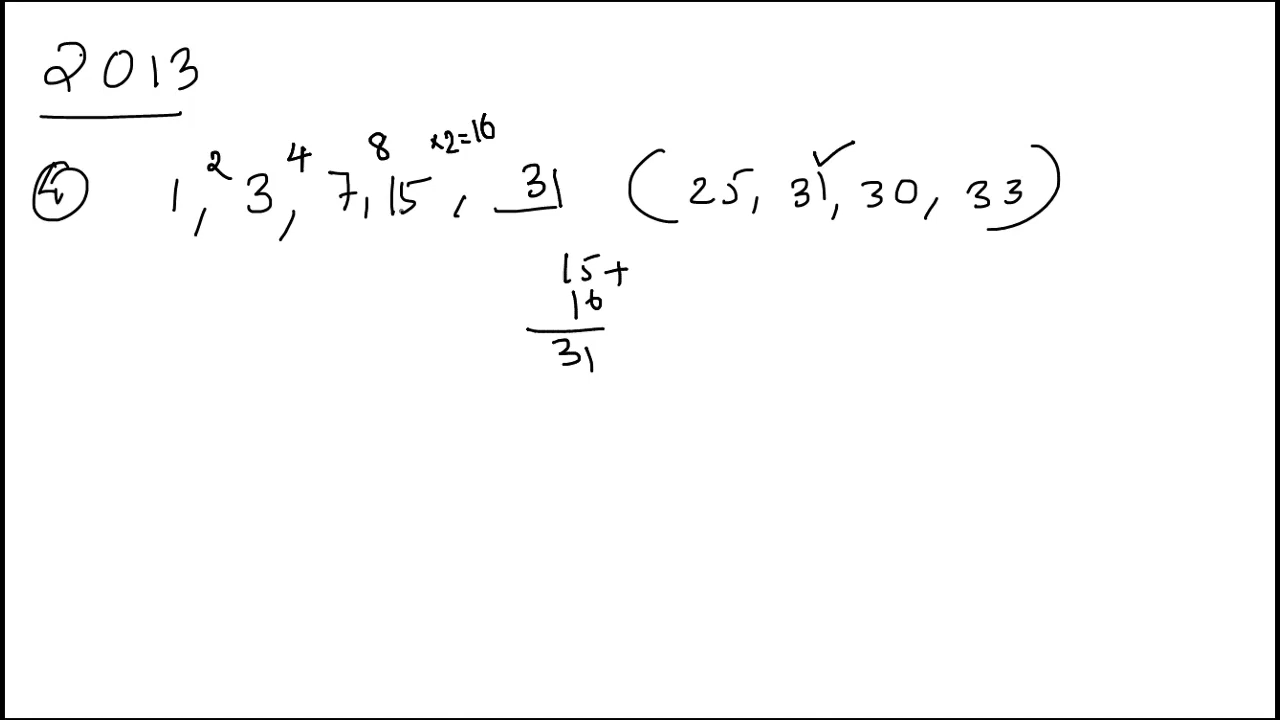 2013
2 4 8 ×2=16
④ 1, 3, 7, 15, 31 (25, 31, 30, 33)
15+
16
31